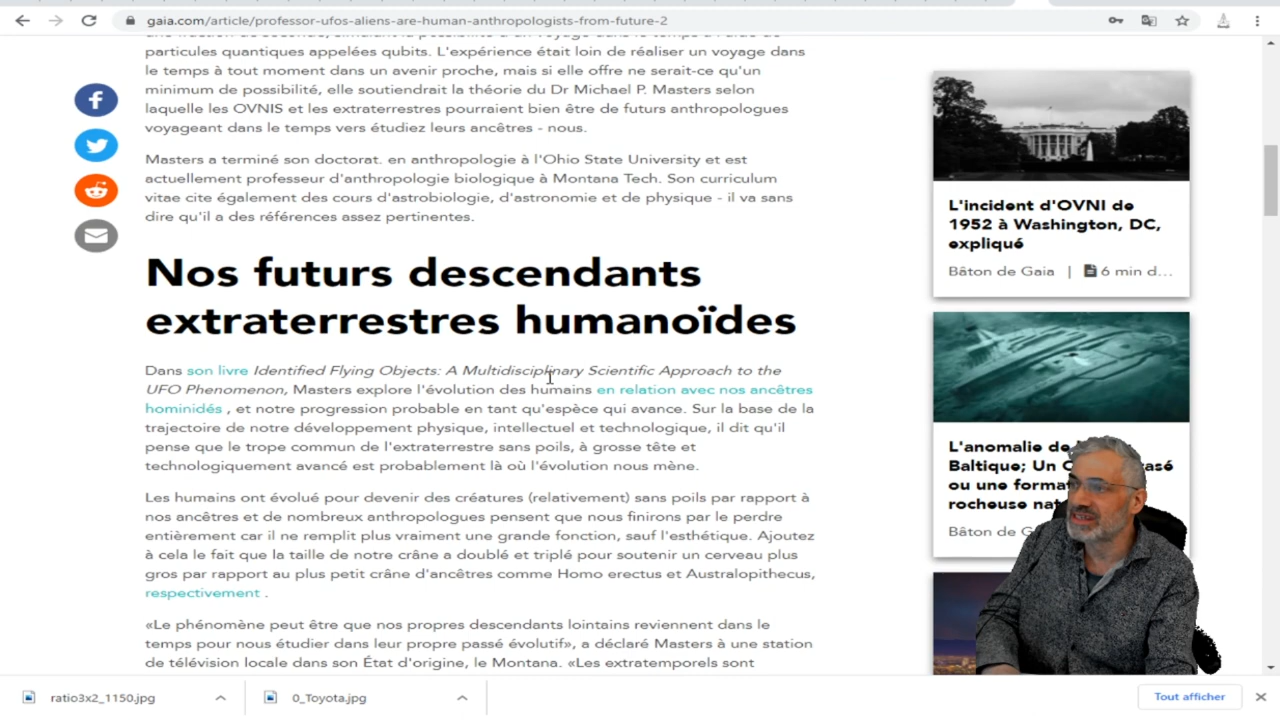 gaia.com/article/professor-ufos-aliens-are-human-anthropologists-from-future-2
particules quantiques appelées qubits. L'expérience était loin de réaliser un voyage dans
le temps à tout moment dans un avenir proche, mais si elle offre ne serait-ce qu'un
minimum de possibilité, elle soutiendrait la théorie du Dr Michael P. Masters selon
laquelle les OVNIS et les extraterrestres pourraient bien être de futurs anthropologues
voyageant dans le temps vers étudiez leurs ancêtres - nous.
Masters a terminé son doctorat. en anthropologie à l'Ohio State University et est
actuellement professeur d'anthropologie biologique à Montana Tech. Son curriculum
vitae cite également des cours d'astrobiologie, d'astronomie et de physique - il va sans
dire qu'il a des références assez pertinentes.
Nos futurs descendants
extraterrestres humanoïdes
Dans son livre Identified Flying Objects: A Multidisciplinary Scientific Approach to the
UFO Phenomenon, Masters explore l'évolution des humains en relation avec nos ancêtres
hominidés , et notre progression probable en tant qu'espèce qui avance. Sur la base de la
trajectoire de notre développement physique, intellectuel et technologique, il dit qu'il
pense que le trope commun de l'extraterrestre sans poils, à grosse tête et
technologiquement avancé est probablement là où l'évolution nous mène.
Les humains ont évolué pour devenir des créatures (relativement) sans poils par rapport à
nos ancêtres et de nombreux anthropologues pensent que nous finirons par le perdre
entièrement car il ne remplit plus vraiment une grande fonction, sauf l'esthétique. Ajoutez
à cela le fait que la taille de notre crâne a doublé et triplé pour soutenir un cerveau plus
gros par rapport au plus petit crâne d'ancêtres comme Homo erectus et Australopithecus,
respectivement .
«Le phénomène peut être que nos propres descendants lointains reviennent dans le
temps pour nous étudier dans leur propre passé évolutif», a déclaré Masters à une station
de télévision locale dans son État d'origine, le Montana. «Les extratemporels sont
L'incident d'OVNI de
1952 à Washington, DC,
expliqué
Bâton de Gaia | 6 min d...
L'anomalie de
Baltique; Un
ou une
rocheuse
Bâton de
ratio3x2_1150.jpg
0_Toyota.jpg
Tout afficher